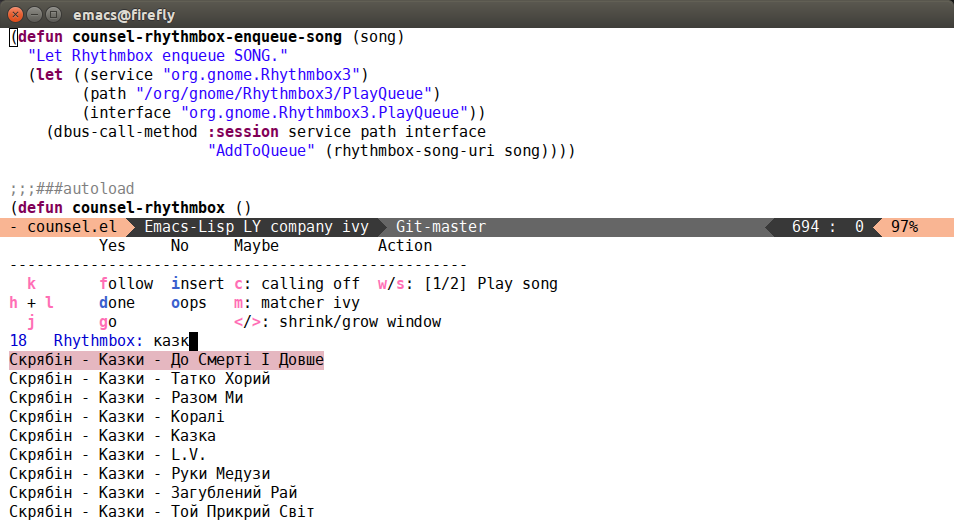 emacs@firefly
(defun counsel-rhythmbox-enqueue-song (song)
  "Let Rhythmbox enqueue SONG."
  (let ((service "org.gnome.Rhythmbox3")
        (path "/org/gnome/Rhythmbox3/PlayQueue")
        (interface "org.gnome.Rhythmbox3.PlayQueue"))
    (dbus-call-method :session service path interface
                      "AddToQueue" (rhythmbox-song-uri song))))
;;;###autoload
(defun counsel-rhythmbox ()
- counsel.el Emacs-Lisp LY company ivy Git-master 694 : 0 97%
          Yes     No     Maybe            Action
---------------------------------------------------
  k       follow  insert c: calling off  w/s: [1/2] Play song
h + l     done    oops   m: matcher ivy
  j       go             </>: shrink/grow window
18   Rhythmbox: казк
Скрябін - Казки - До Смерті І Довше
Скрябін - Казки - Татко Хорий
Скрябін - Казки - Разом Ми
Скрябін - Казки - Коралі
Скрябін - Казки - Казка
Скрябін - Казки - L.V.
Скрябін - Казки - Руки Медузи
Скрябін - Казки - Загублений Рай
Скрябін - Казки - Той Прикрий Світ